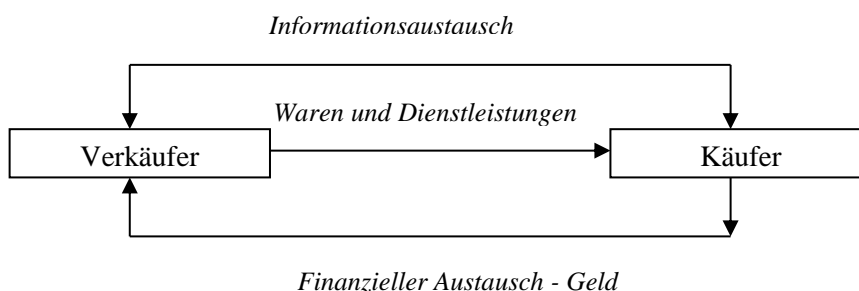 Informationsaustausch
Waren und Dienstleistungen
Verkäufer
Käufer
Finanzieller Austausch - Geld